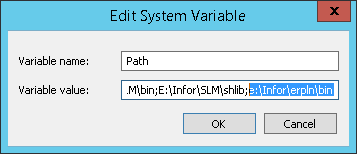 Edit System Variable
x
Variable name: Path
Variable value: .M\bin;E:\Infor\SLM\shlib;e:\Infor\erpln\bin
OK Cancel